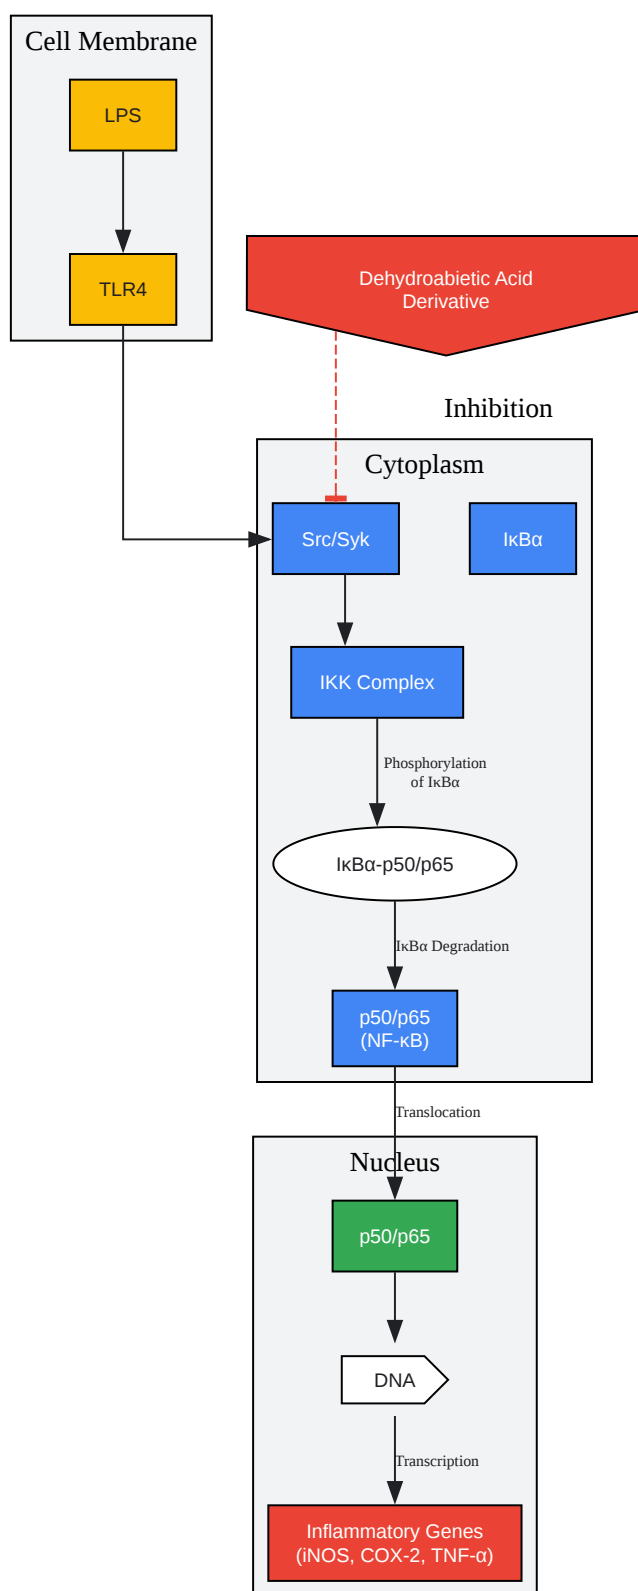 Cell Membrane
LPS
TLR4
Dehydroabietic Acid
Derivative
Inhibition
Cytoplasm
Src/Syk
IκBα
IKK Complex
Phosphorylation
of IκBα
IκBα-p50/p65
IκBα Degradation
p50/p65
(NF-κB)
Translocation
Nucleus
p50/p65
DNA
Transcription
Inflammatory Genes
(iNOS, COX-2, TNF-α)